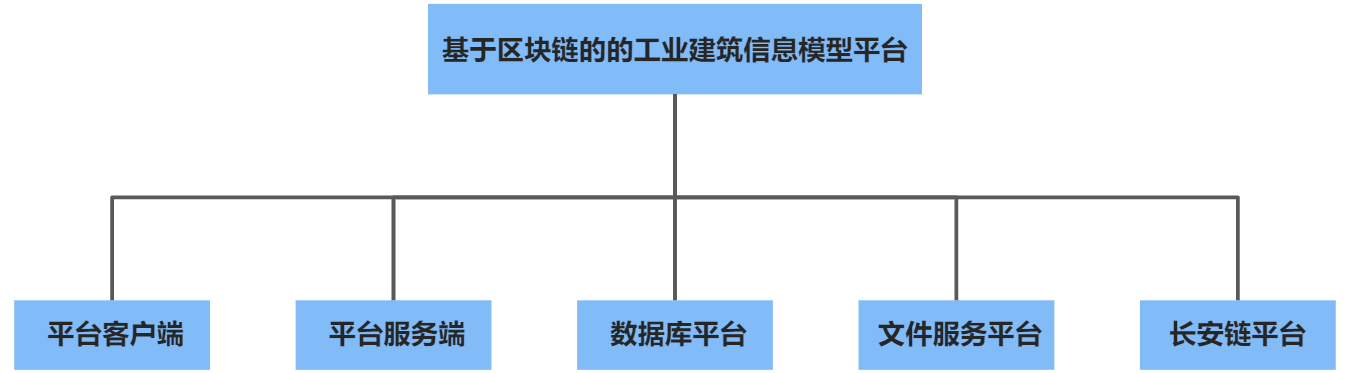 基于区块链的的工业建筑信息模型平台
平台客户端
平台服务端
数据库平台
文件服务平台
长安链平台